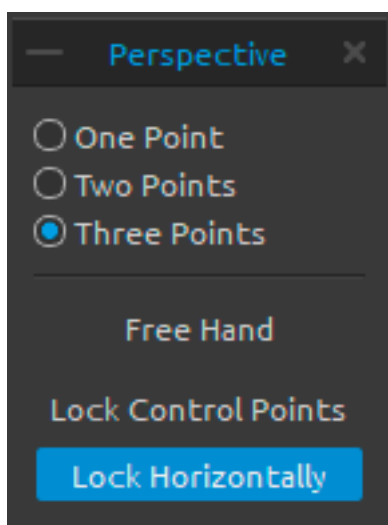 Perspective
One Point
Two Points
Three Points
Free Hand
Lock Control Points
Lock Horizontally